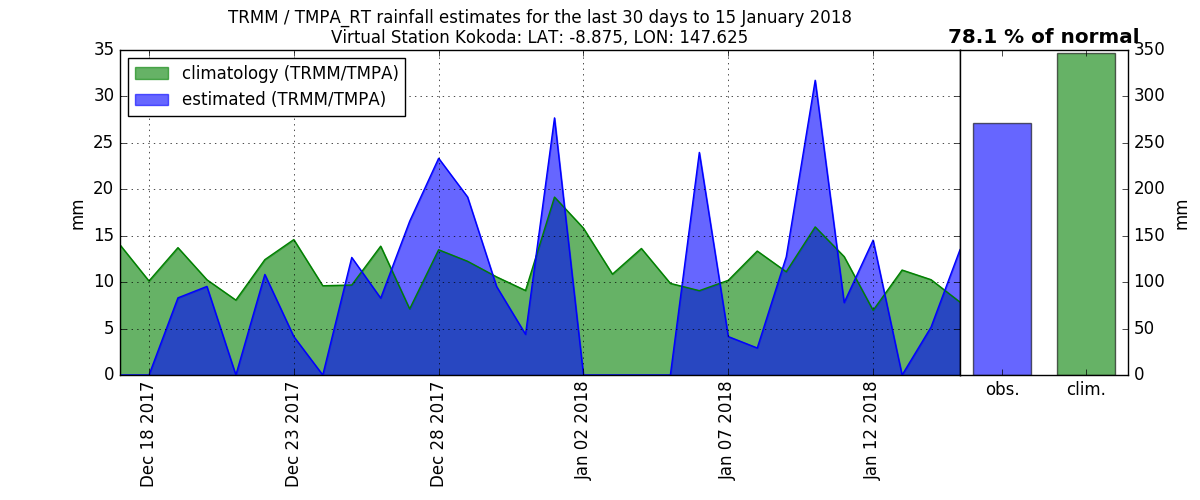 TRMM / TMPA_RT rainfall estimates for the last 30 days to 15 January 2018
Virtual Station Kokoda: LAT: -8.875, LON: 147.625
78.1 % of normal
climatology (TRMM/TMPA)
estimated (TRMM/TMPA)
mm
35
30
25
20
15
10
5
0
Dec 18 2017
Dec 23 2017
Dec 28 2017
Jan 02 2018
Jan 07 2018
Jan 12 2018
obs.
clim.
350
300
250
200
150
100
50
0
mm